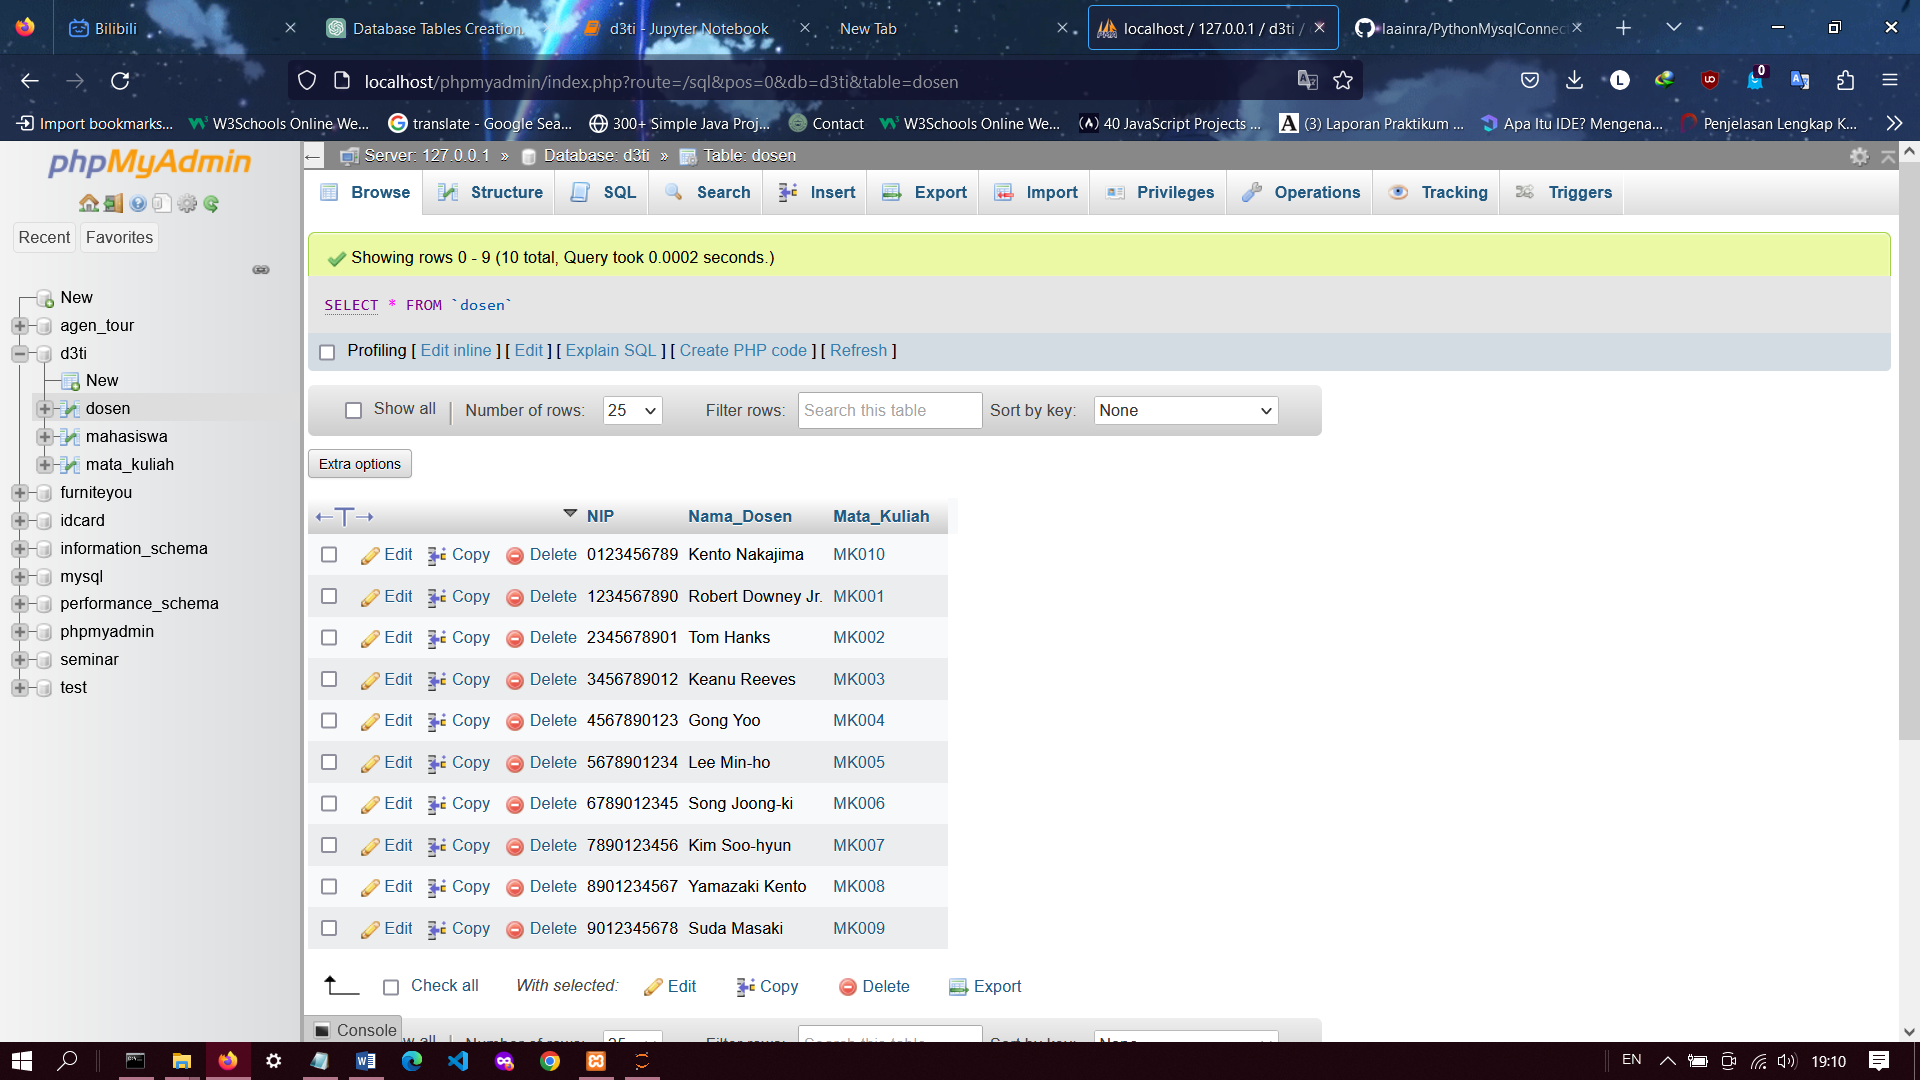 Bilibili
Database Tables Creation.
d3ti - Jupyter Notebook
New Tab
localhost / 127.0.0.1 / d3ti /
laainra/PythonMysqlConnect
localhost/phpmyadmin/index.php?route=/sql&pos=0&db=d3ti&table=dosen
L
0
Import bookmarks...
W3Schools Online We...
translate - Google Sea...
300+ Simple Java Proj...
Contact
W3Schools Online We...
40 JavaScript Projects ...
(3) Laporan Praktikum ...
Apa Itu IDE? Mengena...
Penjelasan Lengkap K...
phpMyAdmin
Recent
Favorites
New
agen_tour
d3ti
New
dosen
mahasiswa
mata_kuliah
furniteyou
idcard
information_schema
mysql
performance_schema
phpmyadmin
seminar
test
Server: 127.0.0.1 » Database: d3ti » Table: dosen
Browse Structure SQL Search Insert Export Import Privileges Operations Tracking Triggers
Showing rows 0 - 9 (10 total, Query took 0.0002 seconds.)
SELECT * FROM `dosen`
Profiling [ Edit inline ] [ Edit ] [ Explain SQL ] [ Create PHP code ] [ Refresh ]
Show all Number of rows: 25 Filter rows: Search this table Sort by key: None
Extra options
NIP Nama_Dosen Mata_Kuliah
Edit Copy Delete 0123456789 Kento Nakajima MK010
Edit Copy Delete 1234567890 Robert Downey Jr. MK001
Edit Copy Delete 2345678901 Tom Hanks MK002
Edit Copy Delete 3456789012 Keanu Reeves MK003
Edit Copy Delete 4567890123 Gong Yoo MK004
Edit Copy Delete 5678901234 Lee Min-ho MK005
Edit Copy Delete 6789012345 Song Joong-ki MK006
Edit Copy Delete 7890123456 Kim Soo-hyun MK007
Edit Copy Delete 8901234567 Yamazaki Kento MK008
Edit Copy Delete 9012345678 Suda Masaki MK009
Check all With selected: Edit Copy Delete Export
Console
EN
19:10